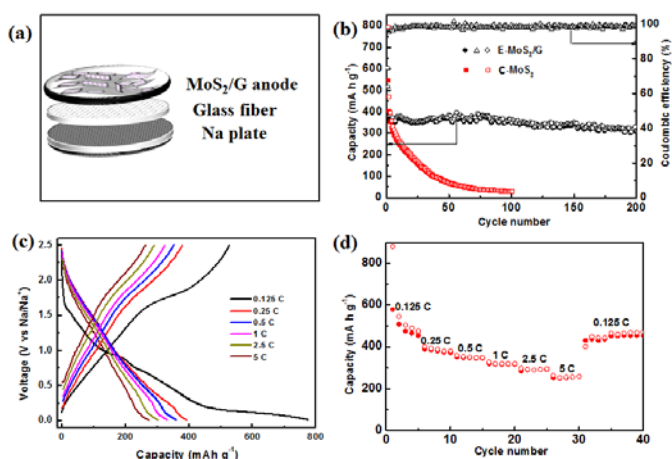 (a)
MoS₂/G anode
Glass fiber
Na plate
(b)
800
700
600
500
400
300
200
100
0
Capacity (mA h g⁻¹)
E-MoS₂/G
C-MoS₂
100
80
60
40
20
0
Coulombic efficiency (%)
0 50 100 150 200
Cycle number
(c)
2.5
2.0
1.5
1.0
0.5
0.0
Voltage (V vs Na/Na⁺)
0.125 C
0.25 C
0.5 C
1 C
2.5 C
5 C
0 200 400 600 800
Capacity (mAh g⁻¹)
(d)
800
600
400
200
0
Capacity (mA h g⁻¹)
0.125 C
0.25 C
0.5 C
1 C
2.5 C
5 C
0.125 C
0 10 20 30 40
Cycle number